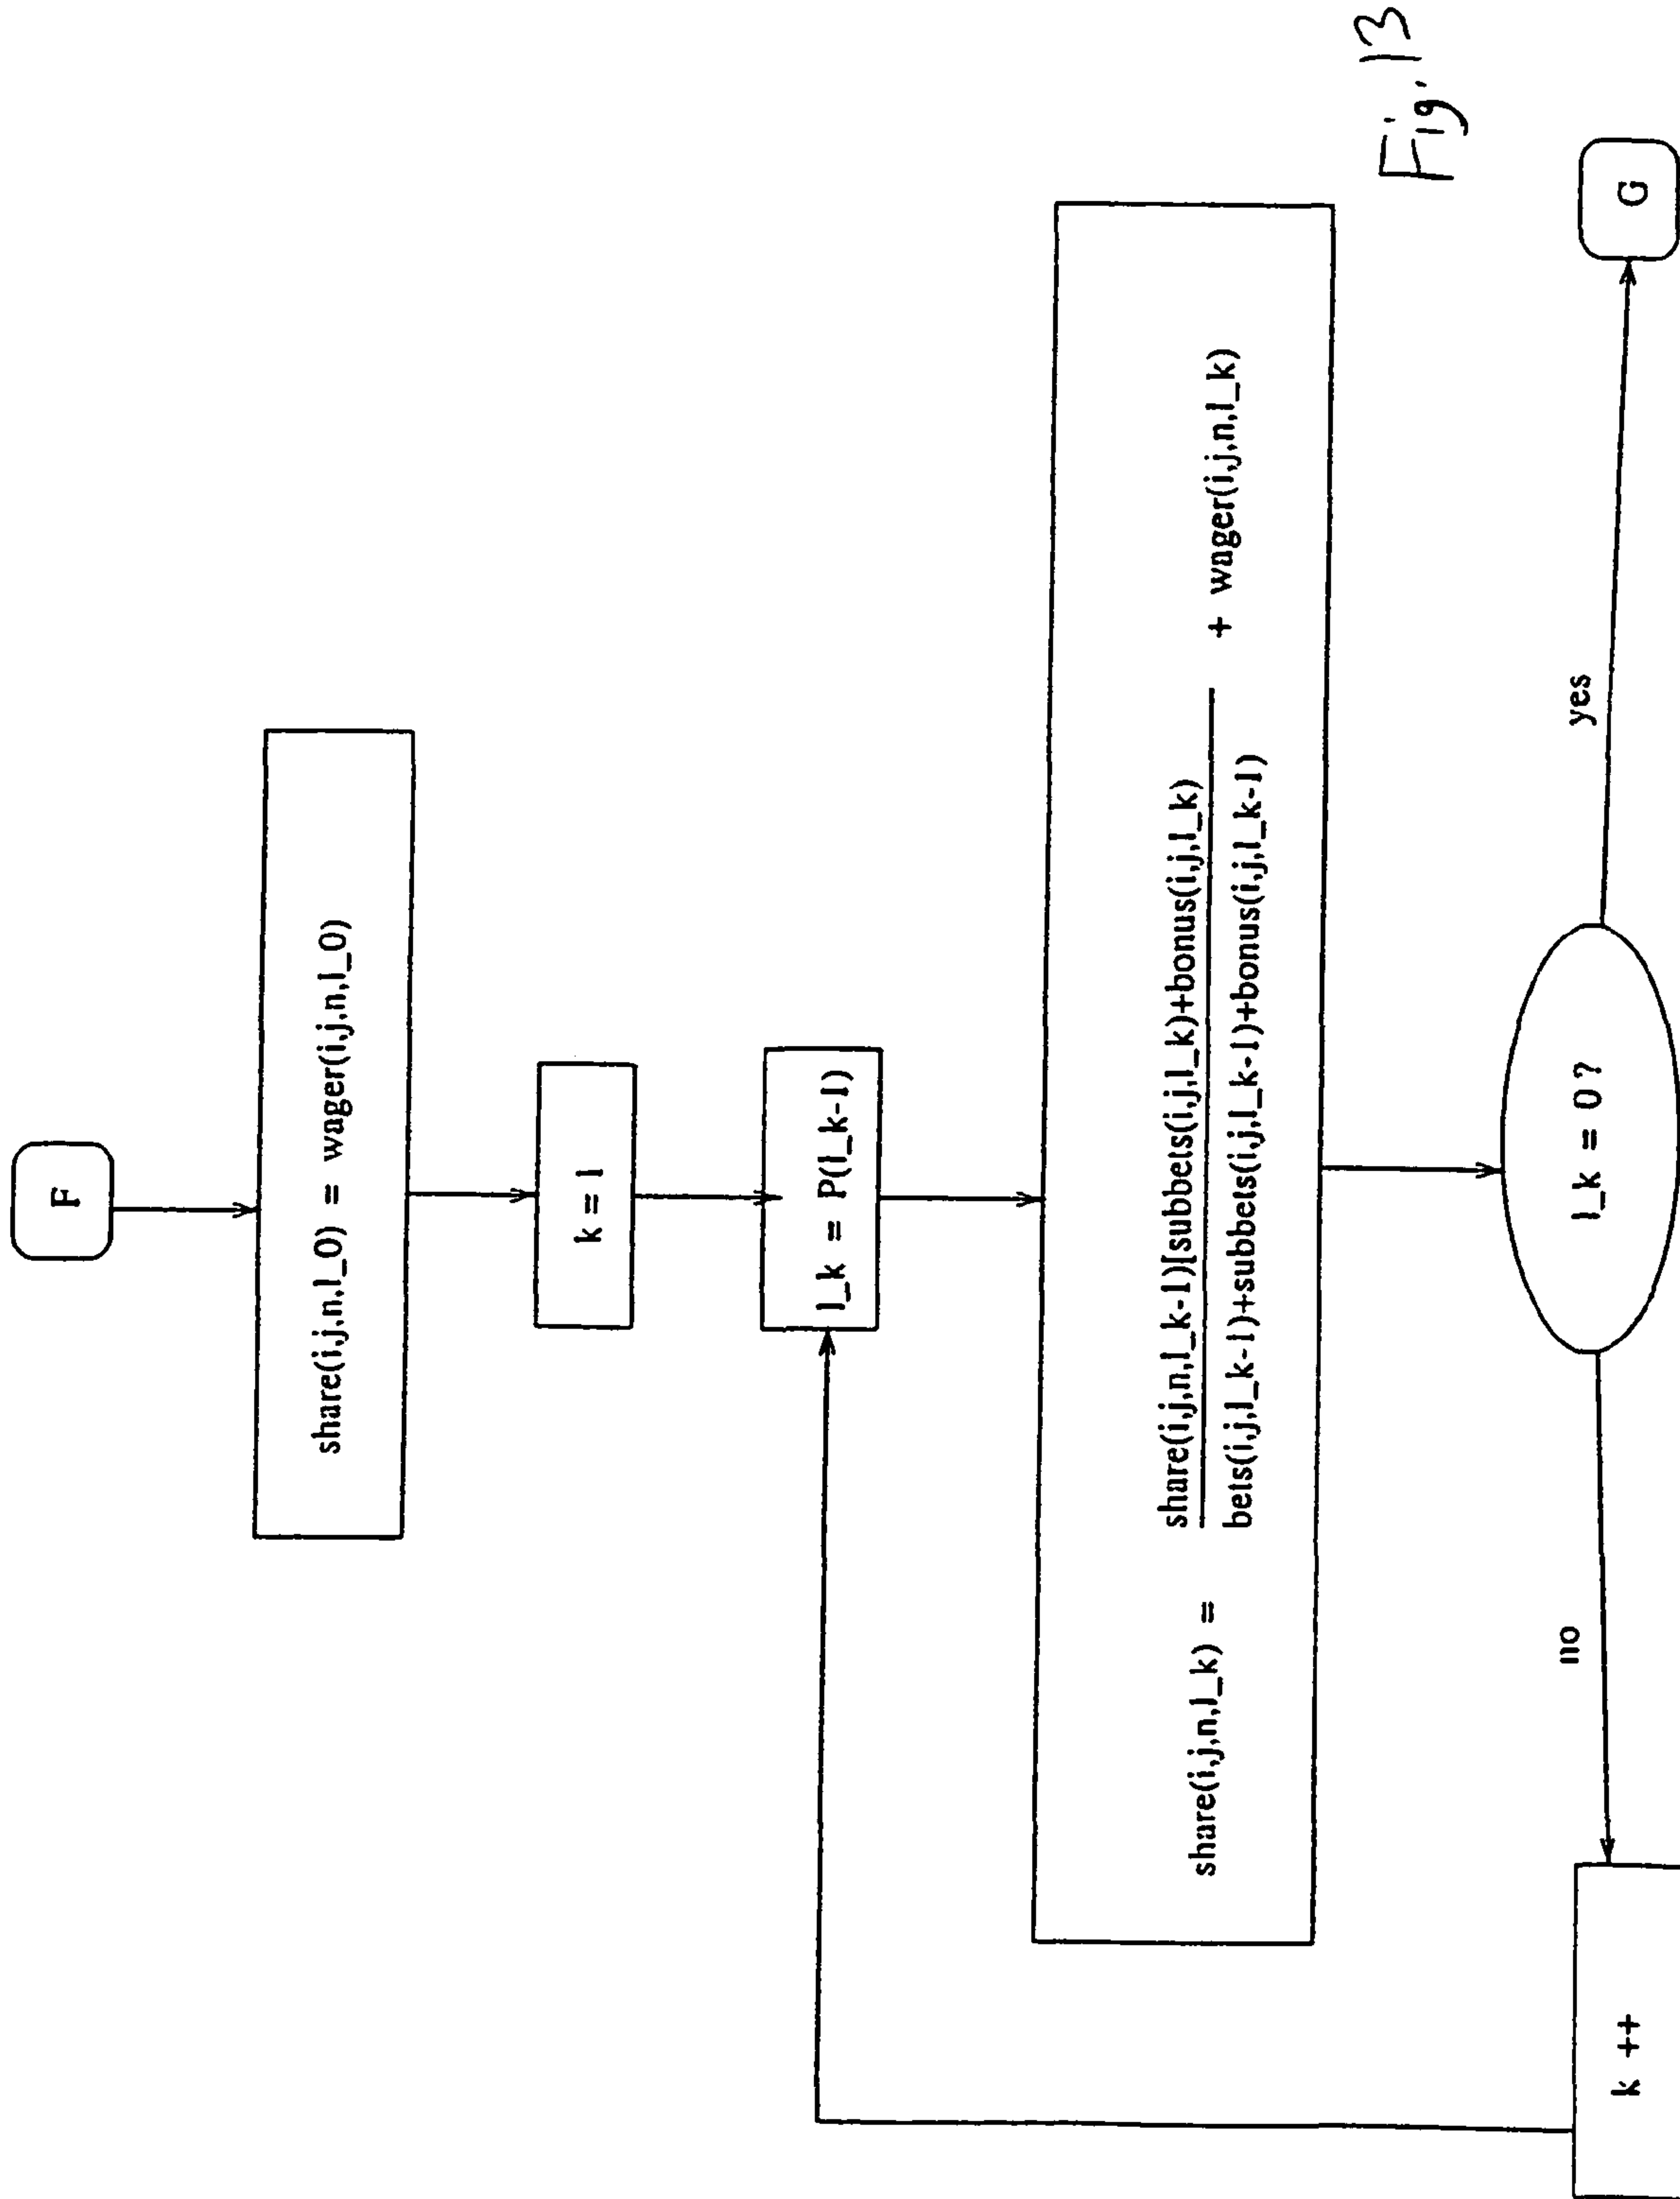 F
share(i,j,n,l_0) = wager(i,j,n,l_0)
k = 1
l_k = P(l_k-1)
share(i,j,n,l_k-1)[subbets(i,j,l_k)+bonus(i,j,l_k)
share(i,j,n,l_k) = + wager(i,j,n,l_k)
bets(i,j,l_k-1)+subbets(i,j,l_k-1)+bonus(i,j,l_k-1)
l_k = 0 ?
no
yes
k ++
G
Fig. 13